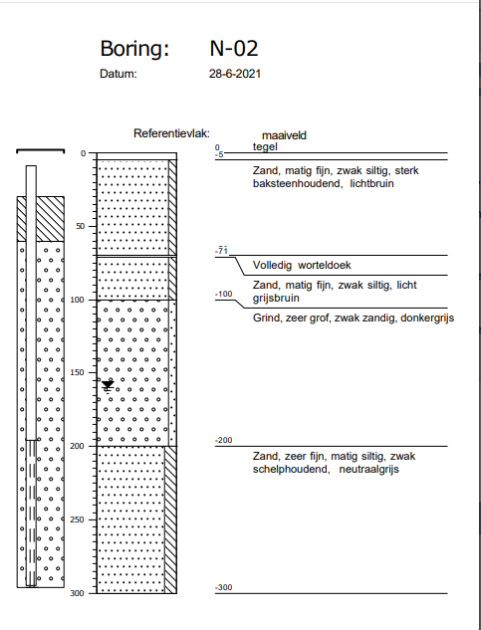 Boring: N-02
Datum: 28-6-2021
Referentievlak: maaiveld
0 tegel
-5
Zand, matig fijn, zwak siltig, sterk
baksteenhoudend, lichtbruin
-71
Volledig worteldoek
Zand, matig fijn, zwak siltig, licht
grijsbruin
-100
Grind, zeer grof, zwak zandig, donkergrijs
-200
Zand, zeer fijn, matig siltig, zwak
schelphoudend, neutraalgrijs
-300
0
50
100
150
200
250
300